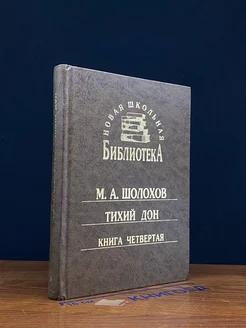 НОВАЯ ШКОЛЬНАЯ
БИБЛИОТЕКА
М. А. ШОЛОХОВ
ТИХИЙ ДОН
КНИГА ЧЕТВЕРТАЯ